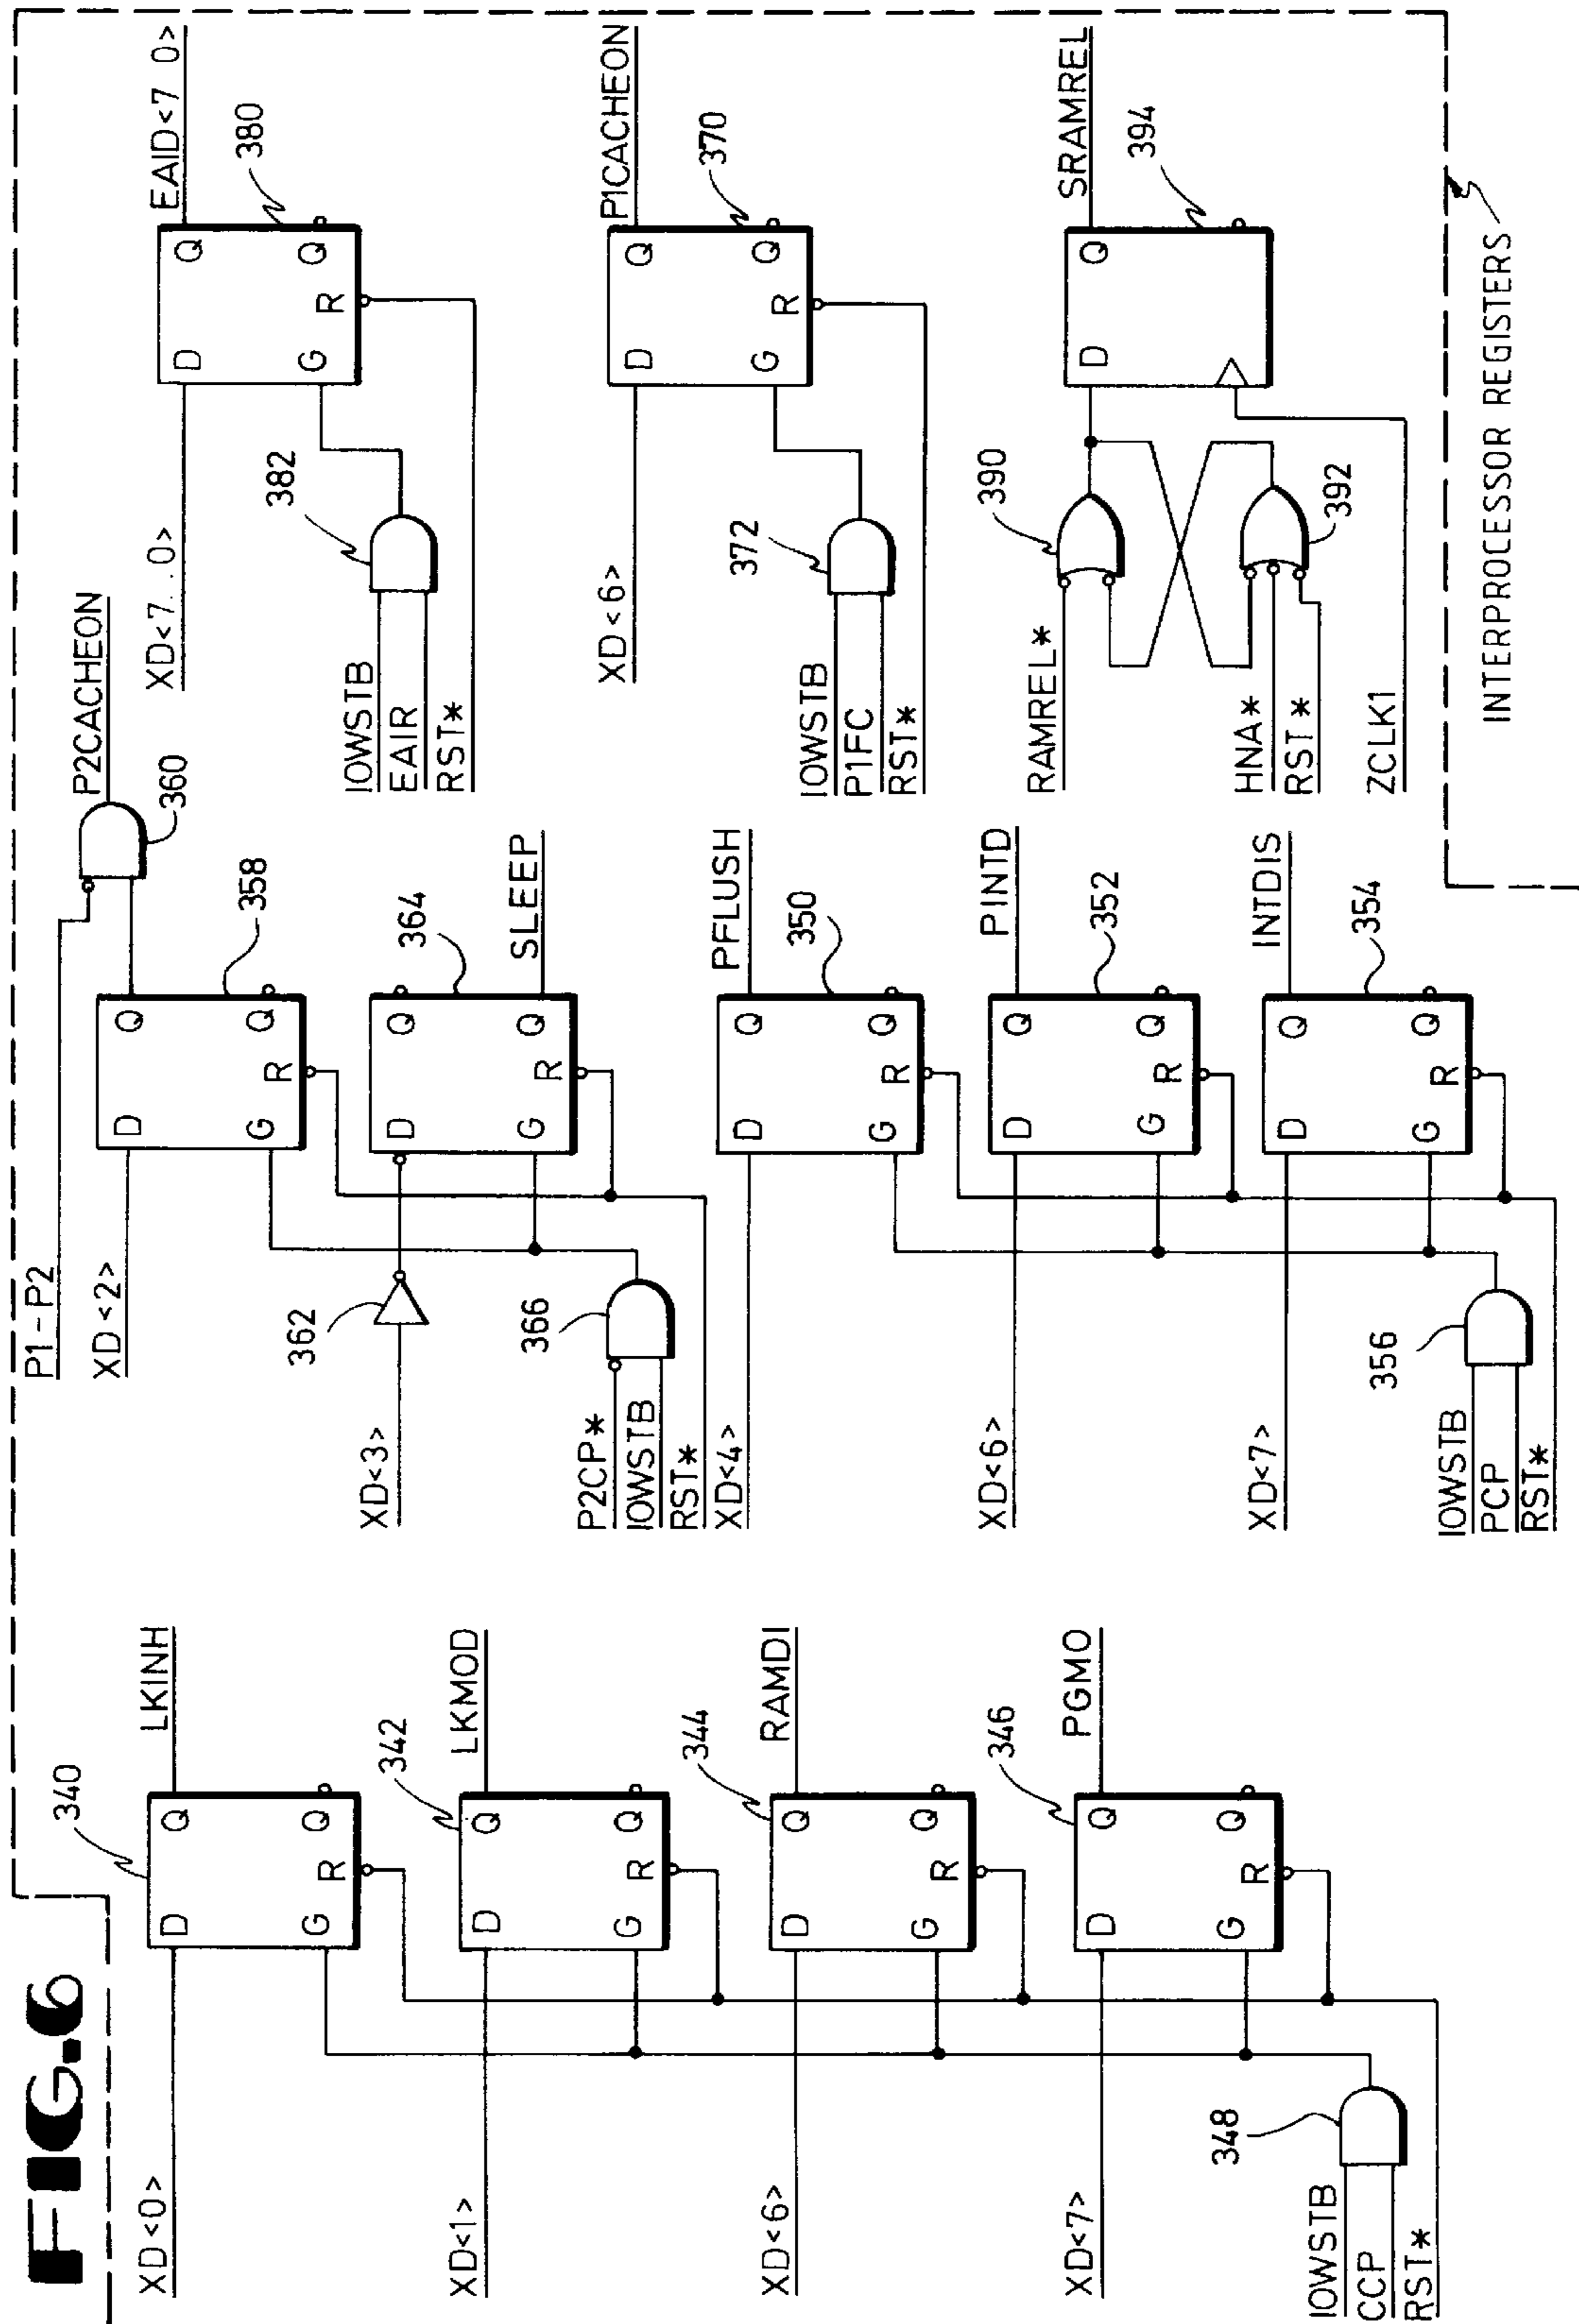 FIG.6
XD<0>
D
Q
G
R
Q
340
LKINH
XD<1>
D
Q
G
R
Q
342
LKMOD
XD<6>
D
Q
G
R
Q
344
RAMDI
XD<7>
D
Q
G
R
Q
346
PGMO
IOWSTB
CCP
RST*
348
P1-P2
P2CACHEON
360
XD<2>
D
Q
G
R
Q
358
XD<3>
362
D
Q
G
R
Q
364
SLEEP
P2CP*
IOWSTB
RST*
366
XD<4>
D
Q
G
R
Q
350
PFLUSH
XD<6>
D
Q
G
R
Q
352
PINTD
XD<7>
D
Q
G
R
Q
354
INTDIS
IOWSTB
PCP
RST*
356
XD<7..0>
D
Q
G
R
Q
380
EAID<7 0>
IOWSTB
EAIR
RST*
382
XD<6>
D
Q
G
R
Q
370
P1CACHEON
IOWSTB
P1FC
RST*
372
RAMREL*
390
HNA*
RST*
392
ZCLK1
D
Q
394
SRAMREL
INTERPROCESSOR REGISTERS